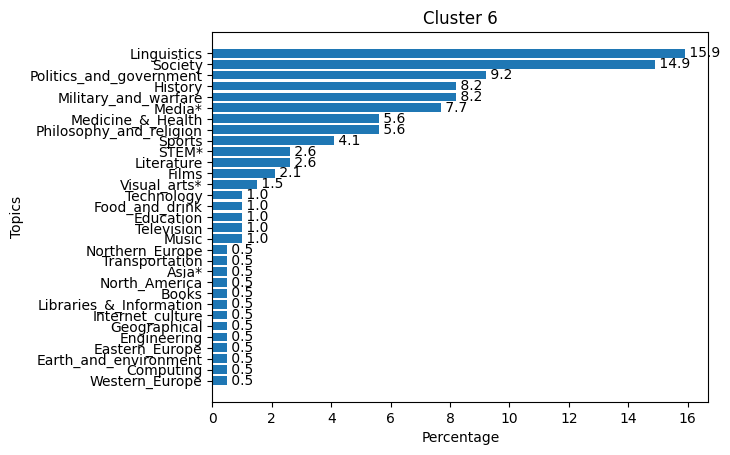 Cluster 6
Linguistics 15.9
Society 14.9
Politics_and_government 9.2
History 8.2
Military_and_warfare 8.2
Media* 7.7
Medicine_&_Health 5.6
Philosophy_and_religion 5.6
Sports 4.1
STEM* 2.6
Literature 2.6
Films 2.1
Visual_arts* 1.5
Technology 1.0
Food_and_drink 1.0
Education 1.0
Television 1.0
Music 1.0
Northern_Europe 0.5
Transportation 0.5
Asia* 0.5
North_America 0.5
Books 0.5
Libraries_&_Information 0.5
Internet_culture 0.5
Geographical 0.5
Engineering 0.5
Eastern_Europe 0.5
Earth_and_environment 0.5
Computing 0.5
Western_Europe 0.5
Topics
0 2 4 6 8 10 12 14 16
Percentage